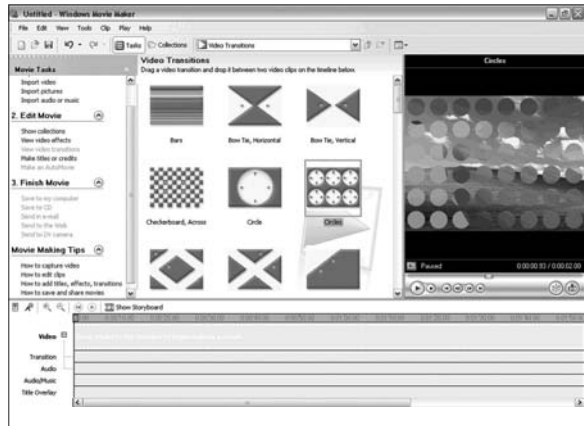 Untitled - Windows Movie Maker
File Edit View Tools Clip Play Help
Tasks Collections Video Transitions
Movie Tasks
Import video
Import pictures
Import audio or music
2. Edit Movie
Show collections
View video effects
View video transitions
Make titles or credits
Make an AutoMovie
3. Finish Movie
Save to my computer
Save to CD
Send in e-mail
Send to the Web
Send to DV camera
Movie Making Tips
How to capture video
How to edit clips
How to add titles, effects, transitions
How to save and share movies
Video Transitions
Drag a video transition and drop it between two video clips on the timeline below.
Bars
Bow Tie, Horizontal
Bow Tie, Vertical
Checkerboard, Across
Circle
Circles
Circles
Paused
0:00:00.93 / 0:00:02.00
Show Storyboard
Video
Transition
Audio
Audio/Music
Title Overlay